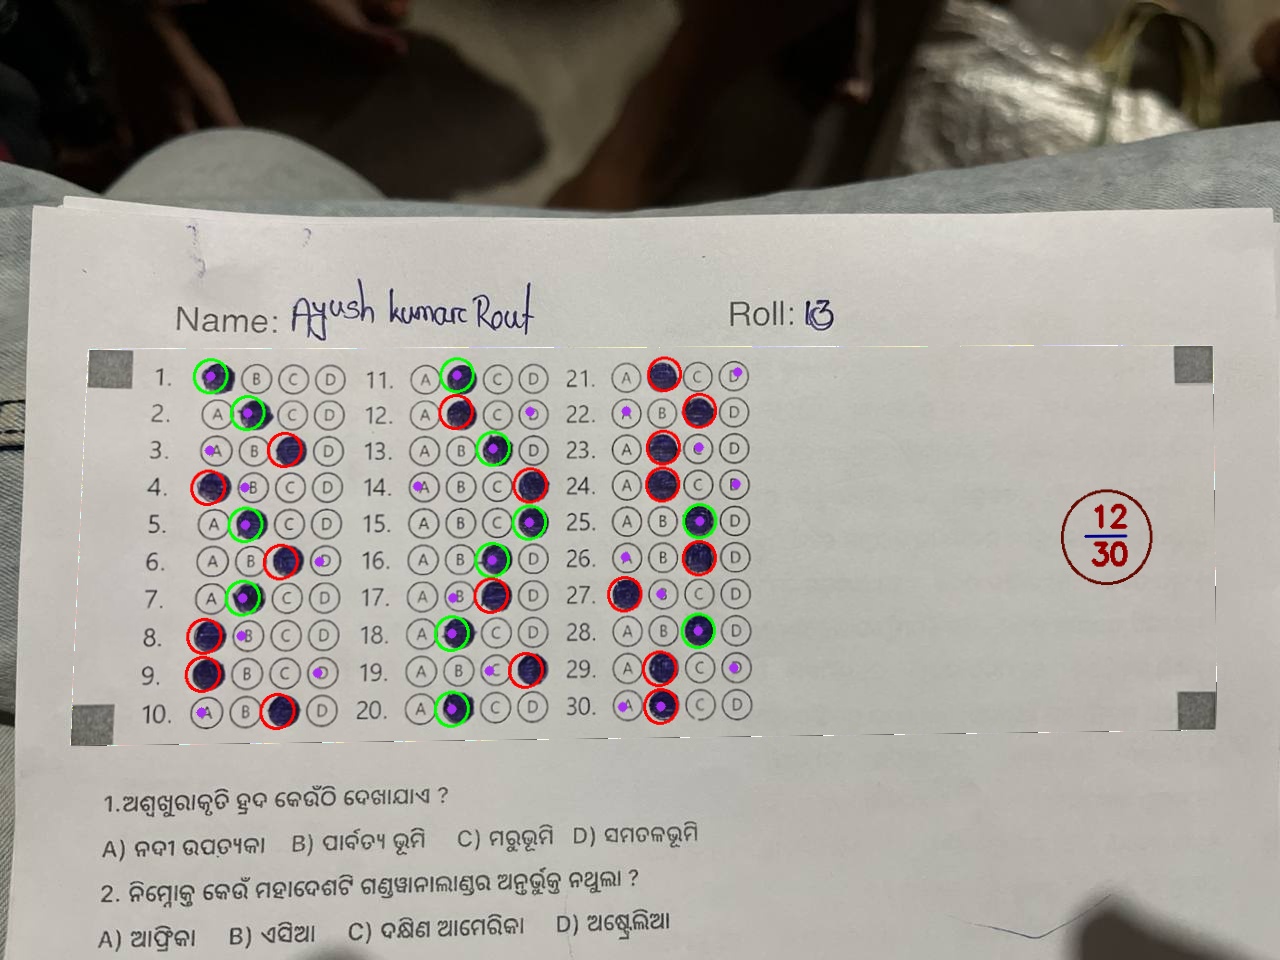 Name: Ayush kumar Rout Roll: 13
1. B C D 11. A C D 21. A C D
2. A C D 12. A C D 22. A B D
3. A B D 13. A B D 23. A C D
4. B C D 14. A B C 24. A C D
5. A C D 15. A B C 25. A B D
6. A B D 16. A B D 26. A B D
7. A C D 17. A B D 27. B C D
8. B C D 18. A C D 28. A B D
9. B C D 19. A B C 29. A C D
10. A B D 20. A C D 30. A C D
12
30
1.ଅଶ୍ୱଖୁରାକୃତି ହ୍ରଦ କେଉଁଠି ଦେଖାଯାଏ ?
A) ନଦୀ ଉପତ୍ୟକା B) ପାର୍ବତ୍ୟ ଭୂମି C) ମରୁଭୂମି D) ସମତଳଭୂମି
2. ନିମ୍ନୋକ୍ତ କେଉଁ ମହାଦେଶଟି ଗଣ୍ଡୱାନାଲାଣ୍ଡର ଅନ୍ତର୍ଭୁକ୍ତ ନଥୁଲା ?
A) ଆଫ୍ରିକା B) ଏସିଆ C) ଦକ୍ଷିଣ ଆମେରିକା D) ଅଷ୍ଟ୍ରେଲିଆ